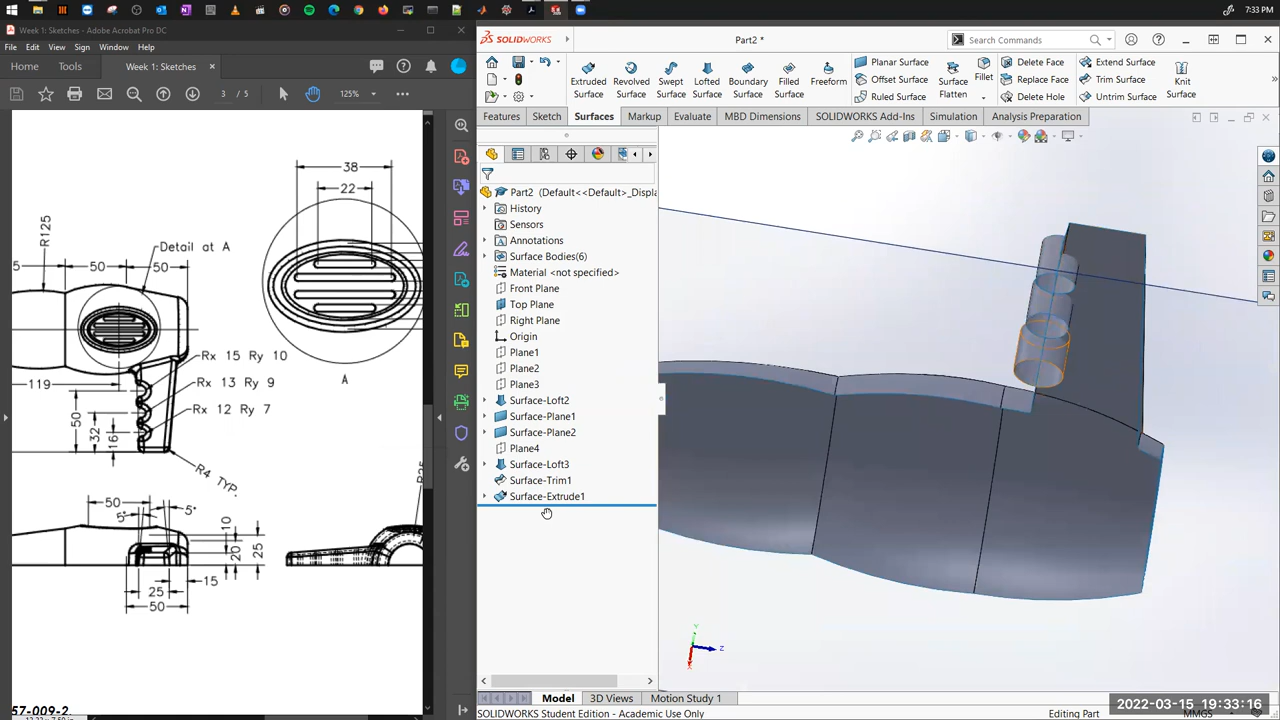 7:33 PM
Week 1: Sketches - Adobe Acrobat Pro DC
File Edit View Sign Window Help
Home Tools Week 1: Sketches ×
3 / 5 125%
38
22
R125
Detail at A
5 50 50
Rx 15 Ry 10
Rx 13 Ry 9
Rx 12 Ry 7
A
119
50
32
16
R4 TYP.
50
5° 5°
10
20
25
15
25
50
57-009-2
SOLIDWORKS
Part2 *
Search Commands
Extruded Surface
Revolved Surface
Swept Surface
Lofted Surface
Boundary Surface
Filled Surface
Freeform
Planar Surface
Offset Surface
Ruled Surface
Surface Flatten
Fillet
Delete Face
Replace Face
Delete Hole
Extend Surface
Trim Surface
Untrim Surface
Knit Surface
Features Sketch Surfaces Markup Evaluate MBD Dimensions SOLIDWORKS Add-Ins Simulation Analysis Preparation
Part2 (Default<<Default>_Displa
History
Sensors
Annotations
Surface Bodies(6)
Material <not specified>
Front Plane
Top Plane
Right Plane
Origin
Plane1
Plane2
Plane3
Surface-Loft2
Surface-Plane1
Surface-Plane2
Plane4
Surface-Loft3
Surface-Trim1
Surface-Extrude1
Y
Z
Model 3D Views Motion Study 1
SOLIDWORKS Student Edition - Academic Use Only
Editing Part
MMGS
2022-03-15 19:33:16